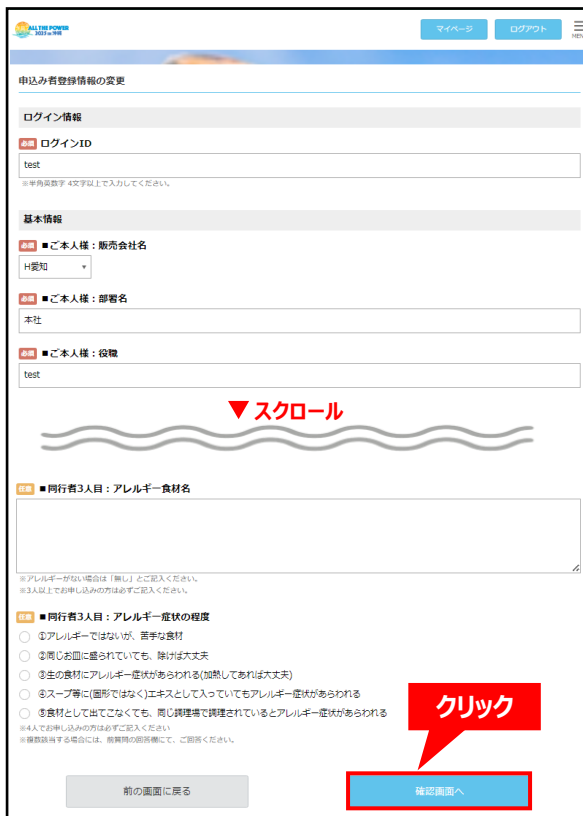 ALL THE POWER
2025 in 沖縄
マイページ
ログアウト
MENU
申込み者登録情報の変更
ログイン情報
必須 ログインID
test
※半角英数字 4文字以上で入力してください。
基本情報
必須 ■ご本人様：販売会社名
H愛知
必須 ■ご本人様：部署名
本社
必須 ■ご本人様：役職
test
▼ スクロール
任意 ■同行者3人目：アレルギー食材名
※アレルギーがない場合は「無し」とご記入ください。
※3人以上でお申し込みの方は必ずご記入ください。
任意 ■同行者3人目：アレルギー症状の程度
①アレルギーではないが、苦手な食材
②同じお皿に盛られていても、除けば大丈夫
③生の食材にアレルギー症状があらわれる(加熱してあれば大丈夫)
④スープ等に(固形ではなく)エキスとして入っていてもアレルギー症状があらわれる
⑤食材として出てこなくても、同じ調理場で調理されているとアレルギー症状があらわれる
※4人でお申し込みの方は必ずご記入ください
※複数該当する場合には、前質問の回答欄にて、ご回答ください。
クリック
前の画面に戻る
確認画面へ